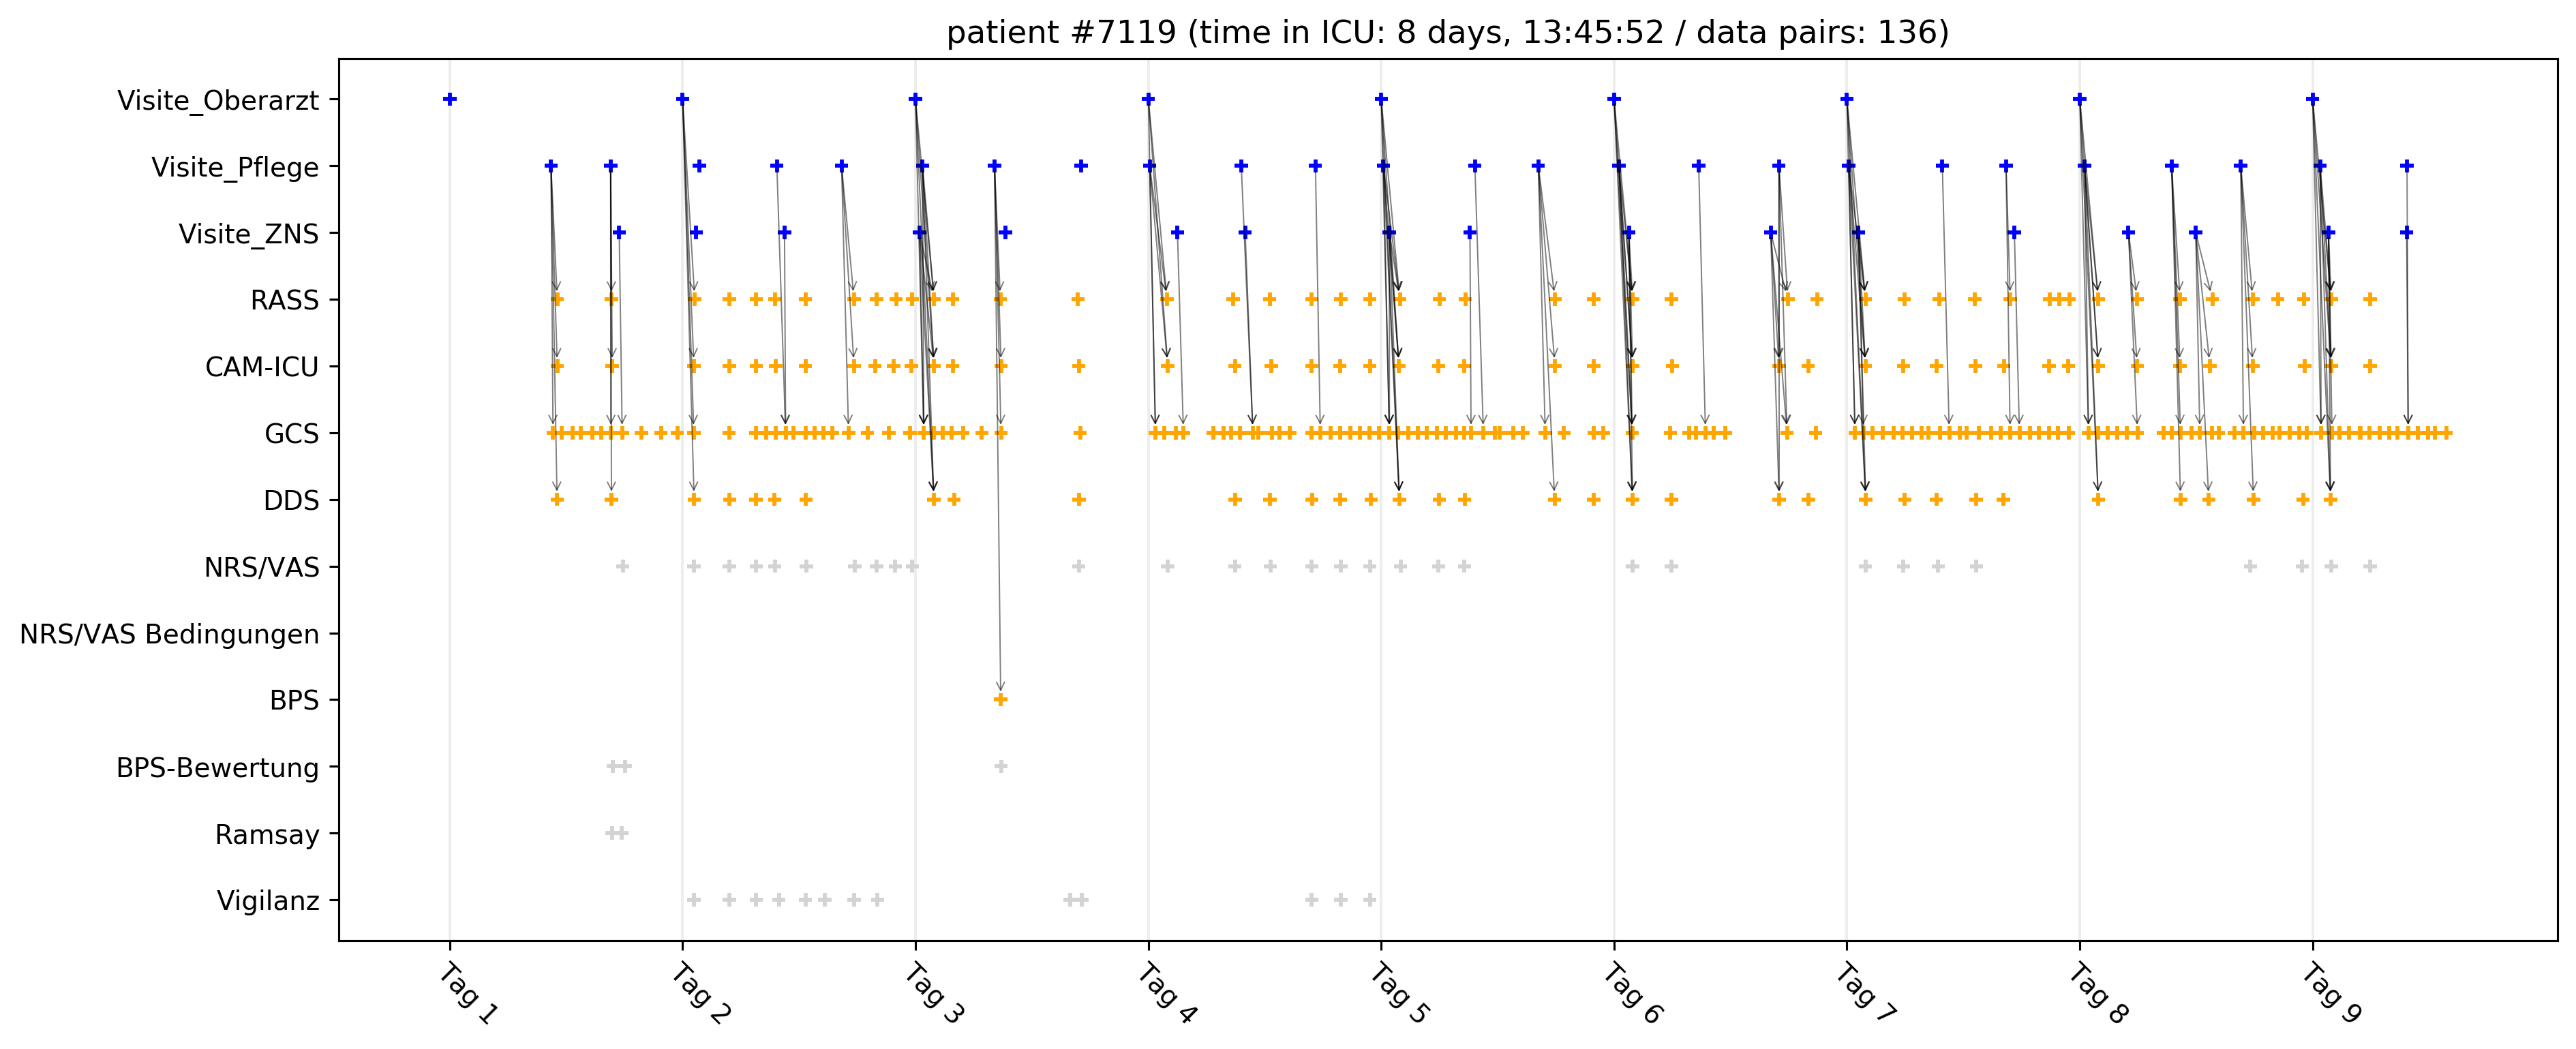 patient #7119 (time in ICU: 8 days, 13:45:52 / data pairs: 136)
Visite_Oberarzt
Visite_Pflege
Visite_ZNS
RASS
CAM-ICU
GCS
DDS
NRS/VAS
NRS/VAS Bedingungen
BPS
BPS-Bewertung
Ramsay
Vigilanz
Tag 1
Tag 2
Tag 3
Tag 4
Tag 5
Tag 6
Tag 7
Tag 8
Tag 9